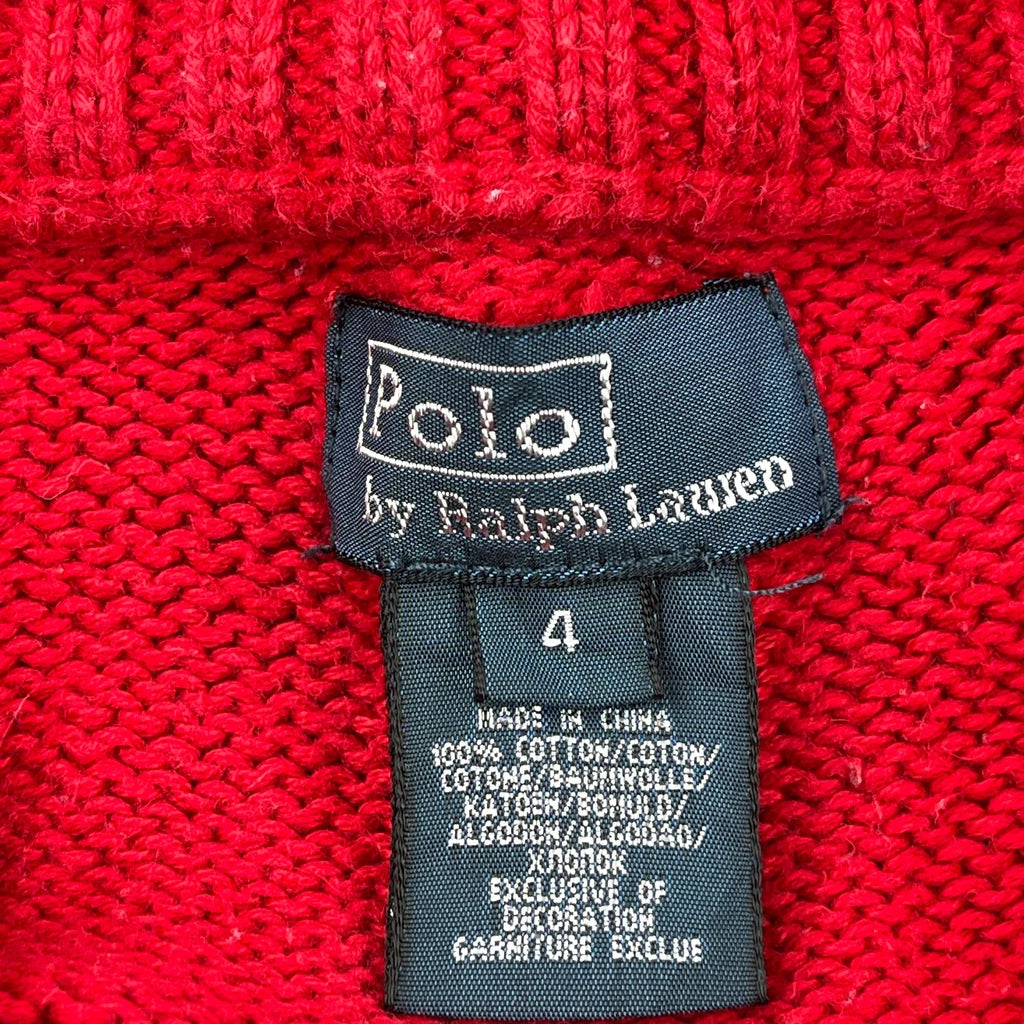 Polo
by Ralph Lauren
4
MADE IN CHINA
100% COTTON/COTON/
COTONE/BAUMWOLLE/
KATOEN/BOMULD/
ALGODON/ALGODAO/
ХЛОПОК
EXCLUSIVE OF
DECORATION
GARNITURE EXCLUE